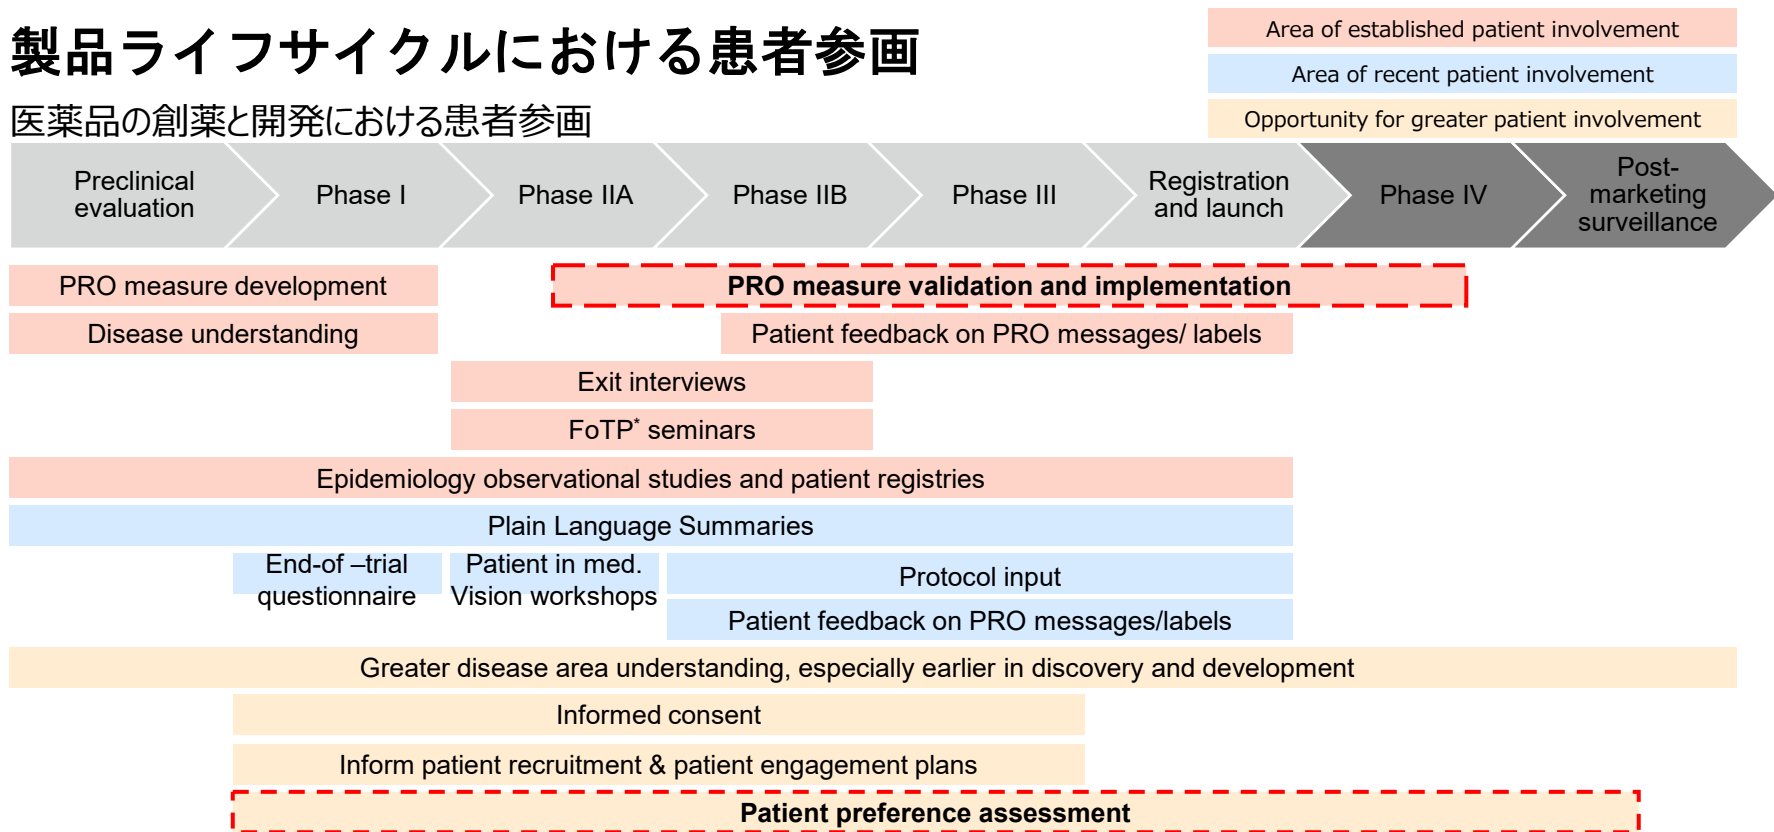 製品ライフサイクルにおける患者参画
医薬品の創薬と開発における患者参画
Area of established patient involvement
Area of recent patient involvement
Opportunity for greater patient involvement
Preclinical
evaluation
Phase I
Phase IIA
Phase IIB
Phase III
Registration
and launch
Phase IV
Post-
marketing
surveillance
PRO measure development
PRO measure validation and implementation
Disease understanding
Patient feedback on PRO messages/ labels
Exit interviews
FoTP* seminars
Epidemiology observational studies and patient registries
Plain Language Summaries
End-of –trial
questionnaire
Patient in med.
Vision workshops
Protocol input
Patient feedback on PRO messages/labels
Greater disease area understanding, especially earlier in discovery and development
Informed consent
Inform patient recruitment & patient engagement plans
Patient preference assessment